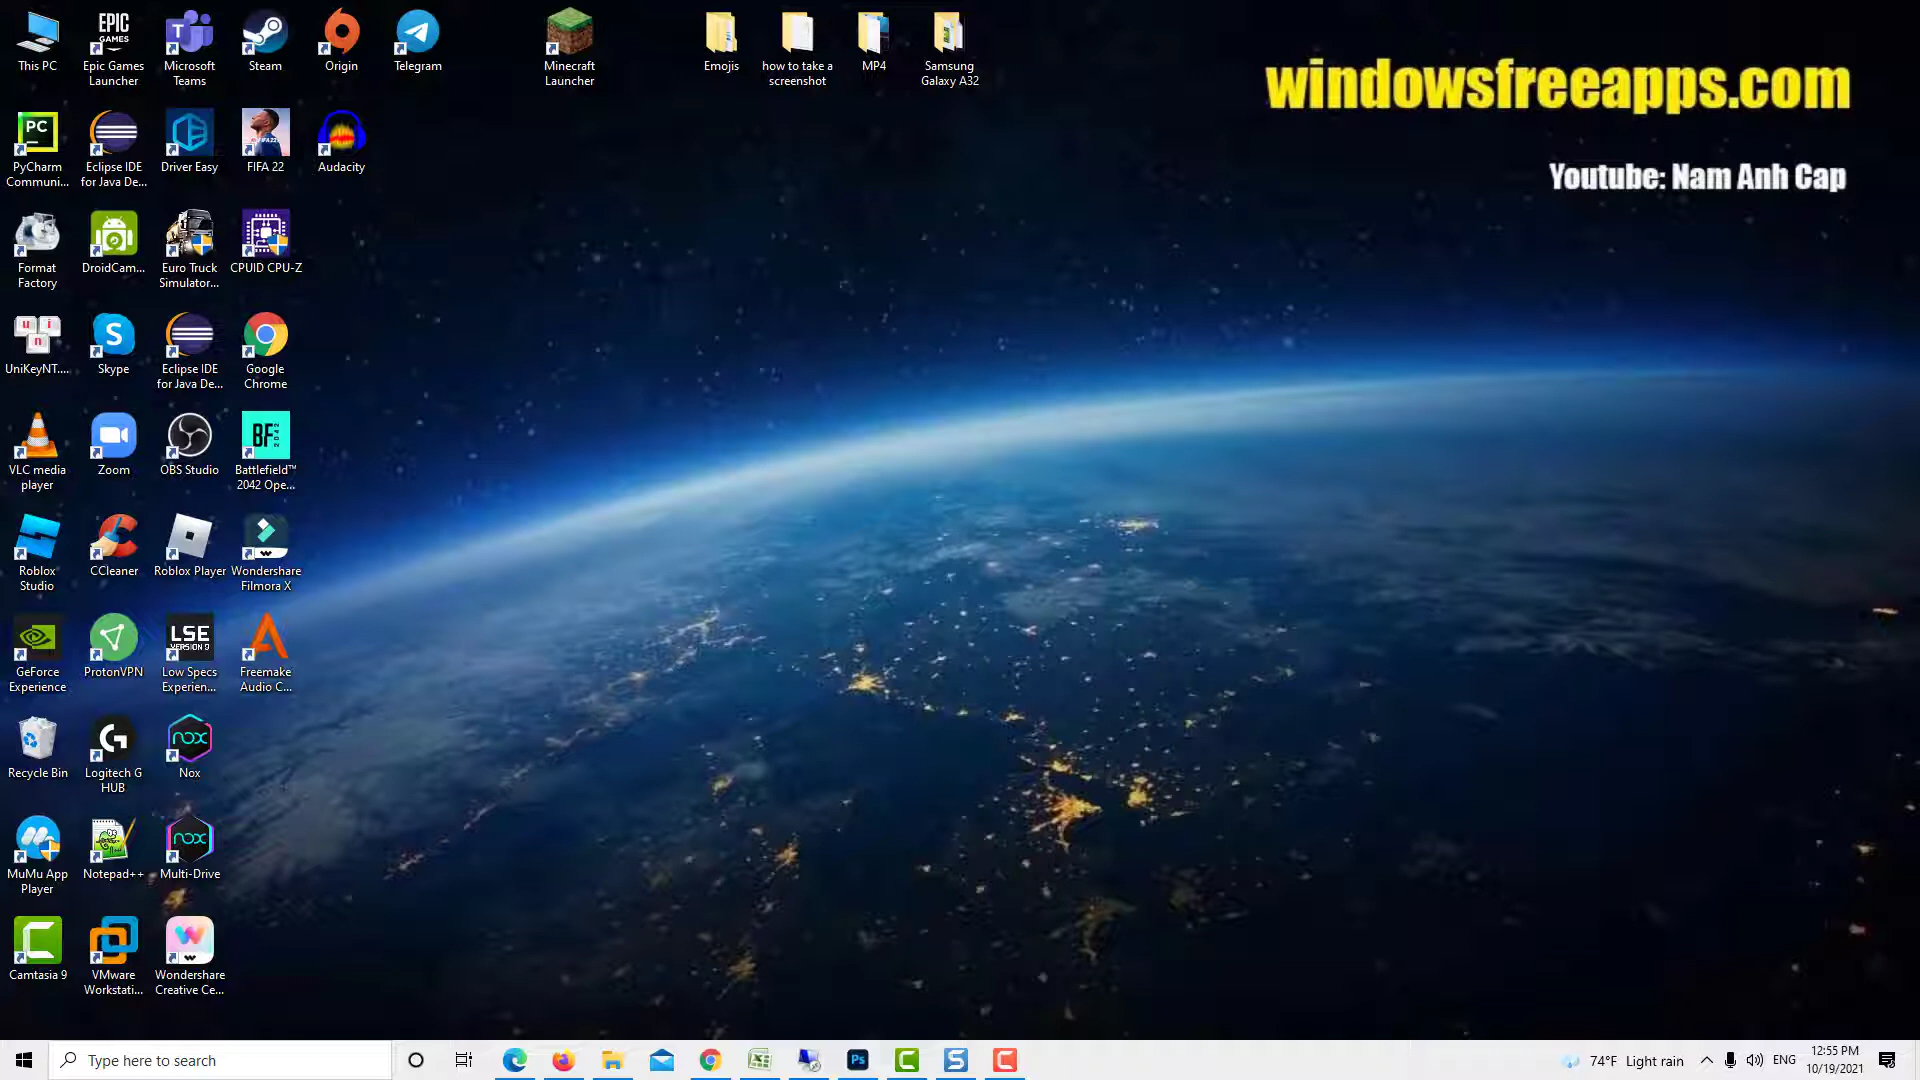 This PC
Epic Games
Launcher
Microsoft
Teams
Steam
Origin
Telegram
Minecraft
Launcher
Emojis
how to take a
screenshot
MP4
Samsung
Galaxy A32
windowsfreeapps.com
Youtube: Nam Anh Cap
PyCharm
Communi...
Eclipse IDE
for Java De...
Driver Easy
FIFA 22
Audacity
Format
Factory
DroidCam...
Euro Truck
Simulator...
CPUID CPU-Z
UniKeyNT....
Skype
Eclipse IDE
for Java De...
Google
Chrome
VLC media
player
Zoom
OBS Studio
Battlefield™
2042 Ope...
Roblox
Studio
CCleaner
Roblox Player
Wondershare
Filmora X
GeForce
Experience
ProtonVPN
Low Specs
Experien...
Freemake
Audio C...
Recycle Bin
Logitech G
HUB
Nox
MuMu App
Player
Notepad++
Multi-Drive
Camtasia 9
VMware
Workstati...
Wondershare
Creative Ce...
Type here to search
74°F Light rain
ENG
12:55 PM
10/19/2021